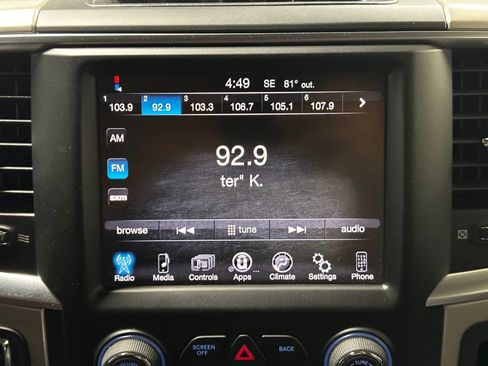 4:49 SE 81° out.
1 2 3 4 5 6
103.9 92.9 103.3 106.7 105.1 107.9
AM
92.9
FM
ter" K.
sxm
browse tune audio
Radio Media Controls Apps ... Climate Settings Phone
SCREEN OFF BACK